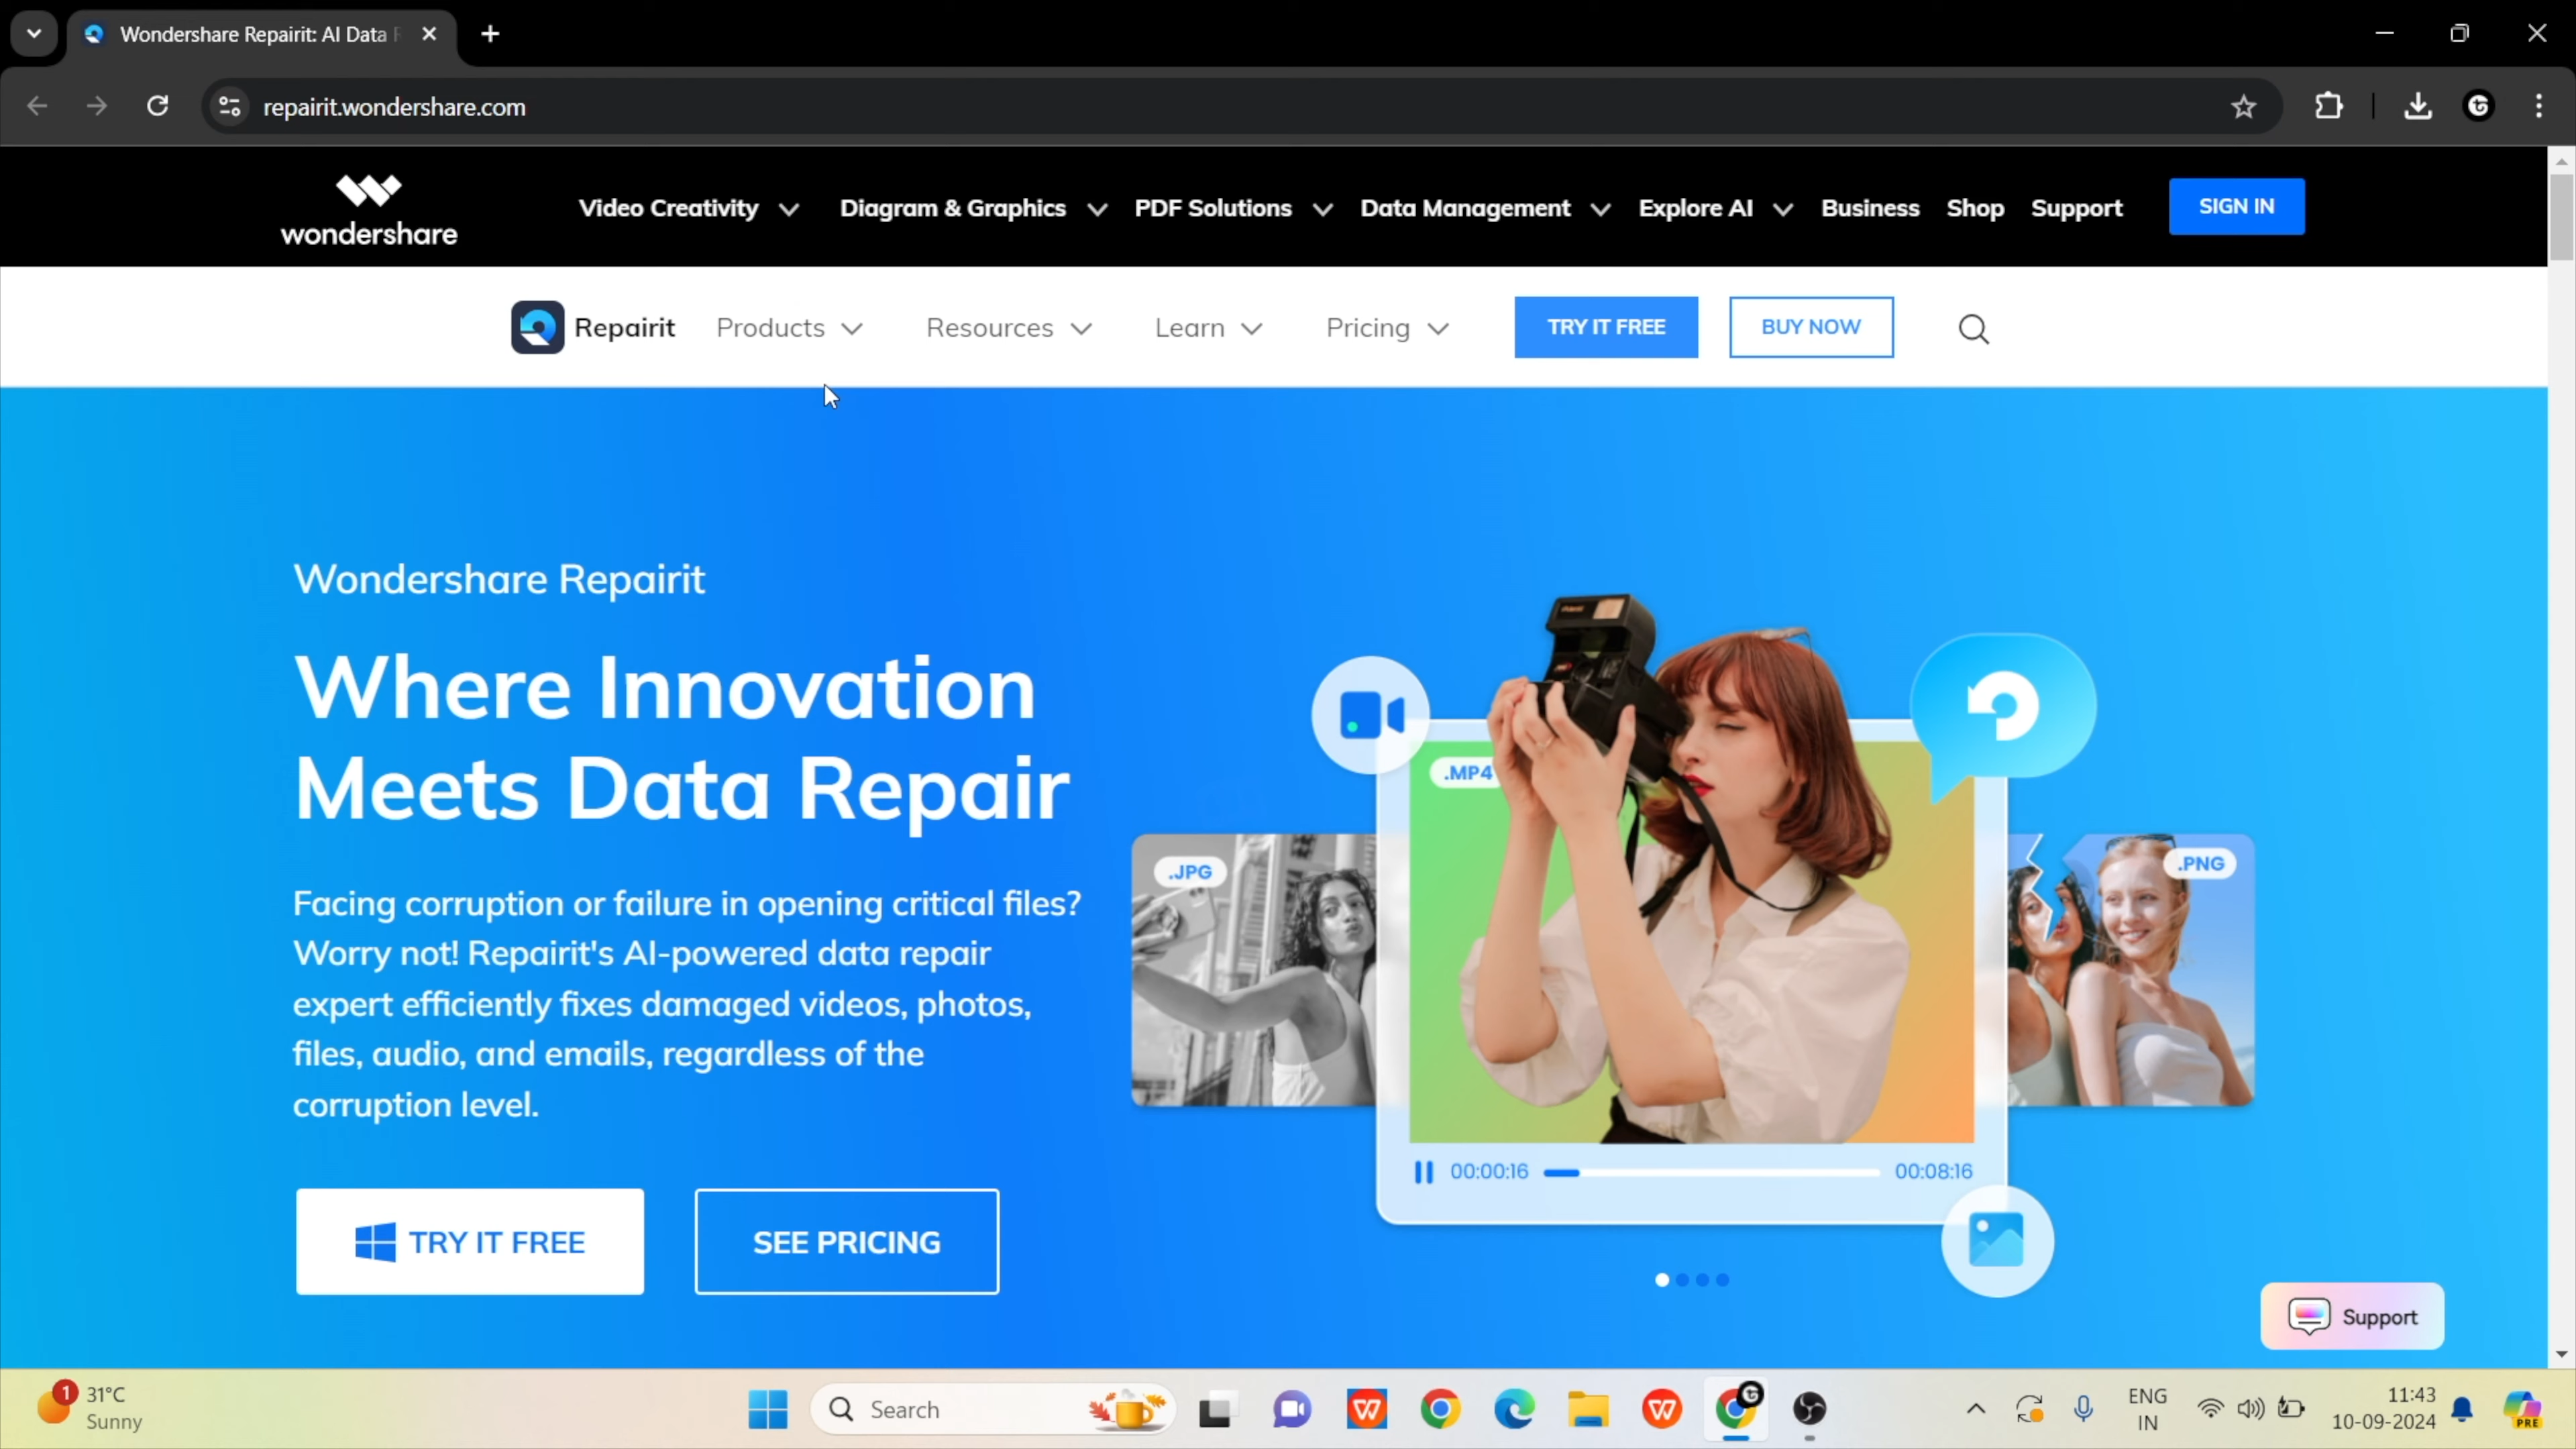 Wondershare Repairit: AI Data
repairit.wondershare.com
wondershare
Video Creativity Diagram & Graphics PDF Solutions Data Management Explore AI Business Shop Support SIGN IN
Repairit Products Resources Learn Pricing TRY IT FREE BUY NOW
Wondershare Repairit
Where Innovation
Meets Data Repair
Facing corruption or failure in opening critical files?
Worry not! Repairit's AI-powered data repair
expert efficiently fixes damaged videos, photos,
files, audio, and emails, regardless of the
corruption level.
TRY IT FREE SEE PRICING
.MP4
.JPG
.PNG
00:00:16 00:08:16
Support
1 31°C
Sunny
Search
ENG
IN
11:43
10-09-2024
PRE